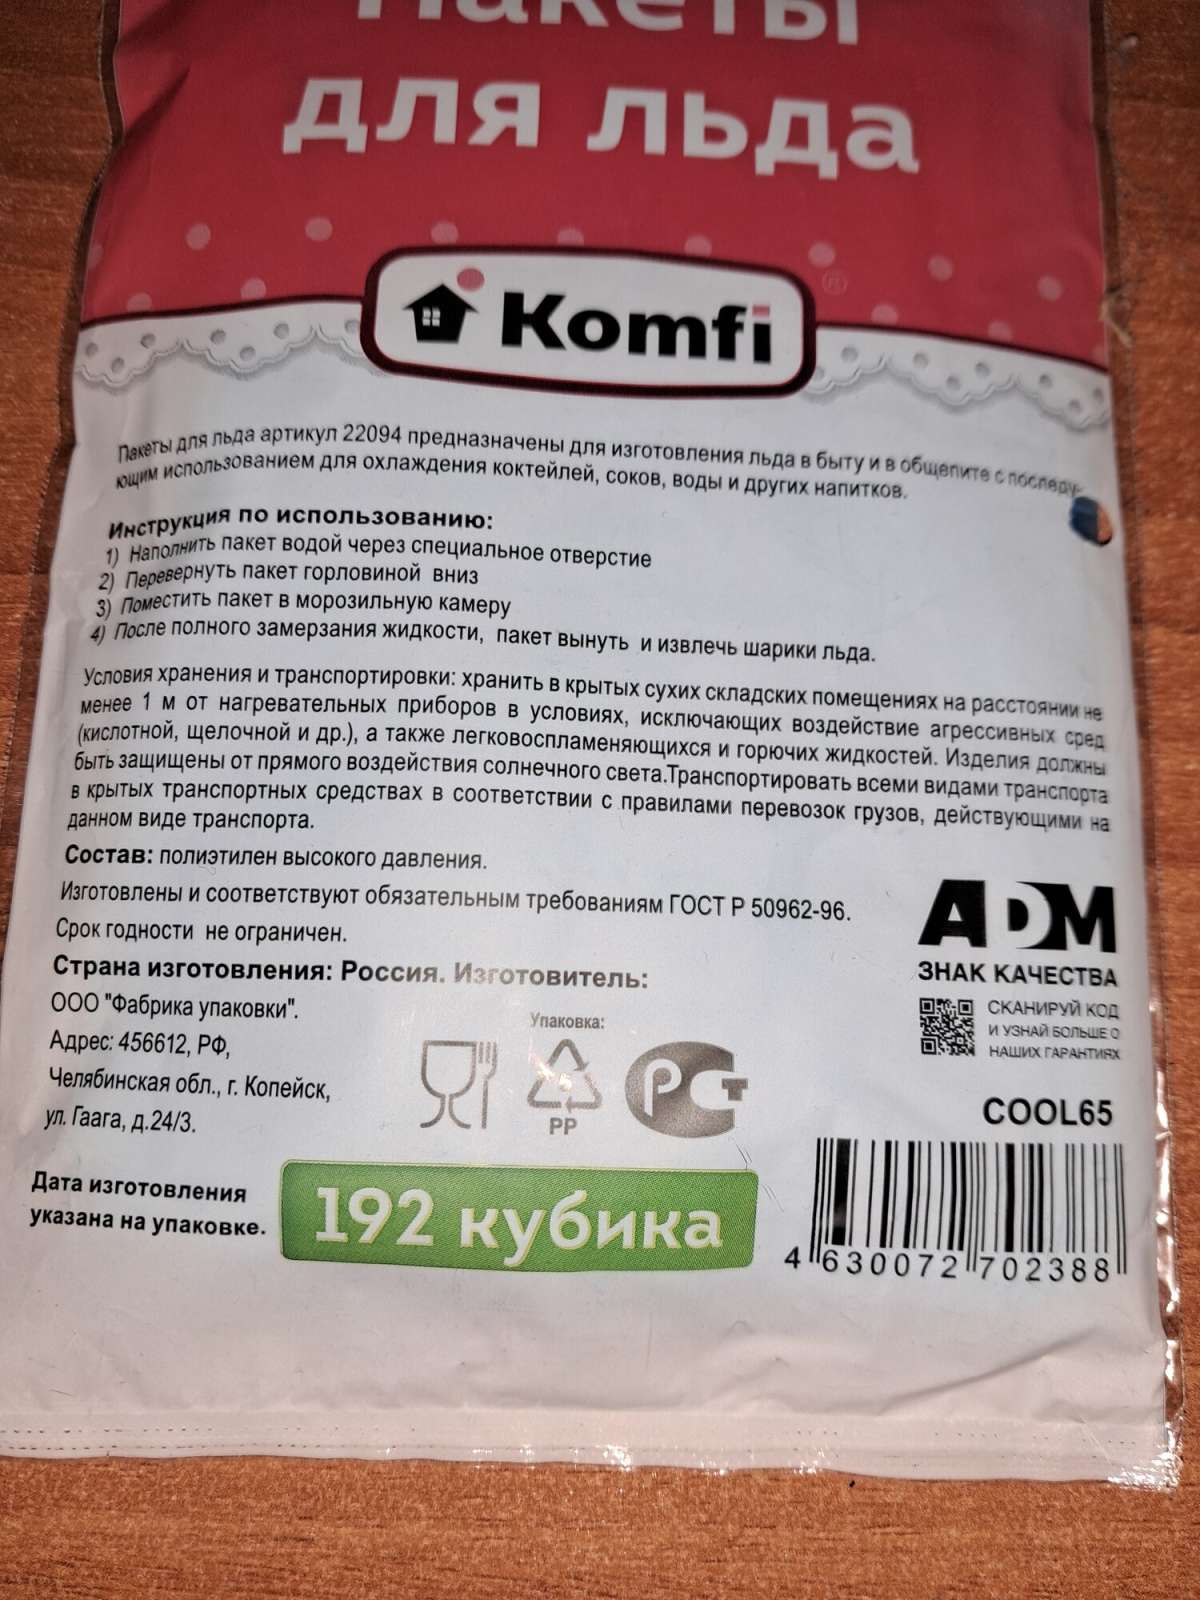 Пакеты
для льда
Komfi
Пакеты для льда артикул 22094 предназначены для изготовления льда в быту и в общепите с последу-
ющим использованием для охлаждения коктейлей, соков, воды и других напитков.
Инструкция по использованию:
1) Наполнить пакет водой через специальное отверстие
2) Перевернуть пакет горловиной вниз
3) Поместить пакет в морозильную камеру
4) После полного замерзания жидкости, пакет вынуть и извлечь шарики льда.
Условия хранения и транспортировки: хранить в крытых сухих складских помещениях на расстоянии не
менее 1 м от нагревательных приборов в условиях, исключающих воздействие агрессивных сред
(кислотной, щелочной и др.), а также легковоспламеняющихся и горючих жидкостей. Изделия должны
быть защищены от прямого воздействия солнечного света.Транспортировать всеми видами транспорта
в крытых транспортных средствах в соответствии с правилами перевозок грузов, действующими на
данном виде транспорта.
Состав: полиэтилен высокого давления.
Изготовлены и соответствуют обязательным требованиям ГОСТ Р 50962-96.
Срок годности не ограничен.
Страна изготовления: Россия. Изготовитель:
ООО "Фабрика упаковки".
Адрес: 456612, РФ,
Челябинская обл., г. Копейск,
ул. Гаага, д.24/3.
Упаковка:
PP
РСТ
ADM
ЗНАК КАЧЕСТВА
СКАНИРУЙ КОД
И УЗНАЙ БОЛЬШЕ О
НАШИХ ГАРАНТИЯХ
COOL65
Дата изготовления
указана на упаковке.
192 кубика
4 630072 702388